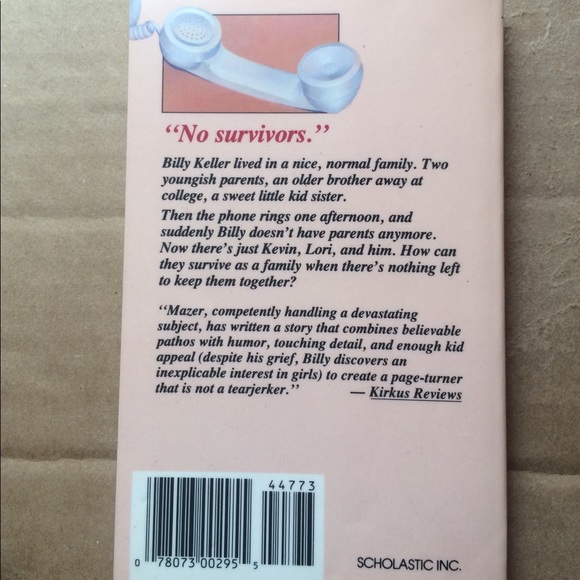 “No survivors.”
Billy Keller lived in a nice, normal family. Two
youngish parents, an older brother away at
college, a sweet little kid sister.
Then the phone rings one afternoon, and
suddenly Billy doesn’t have parents anymore.
Now there’s just Kevin, Lori, and him. How can
they survive as a family when there’s nothing left
to keep them together?
“Mazer, competently handling a devastating
subject, has written a story that combines believable
pathos with humor, touching detail, and enough kid
appeal (despite his grief, Billy discovers an
inexplicable interest in girls) to create a page-turner
that is not a tearjerker.” — Kirkus Reviews
44773
0 78073 00295 5
SCHOLASTIC INC.